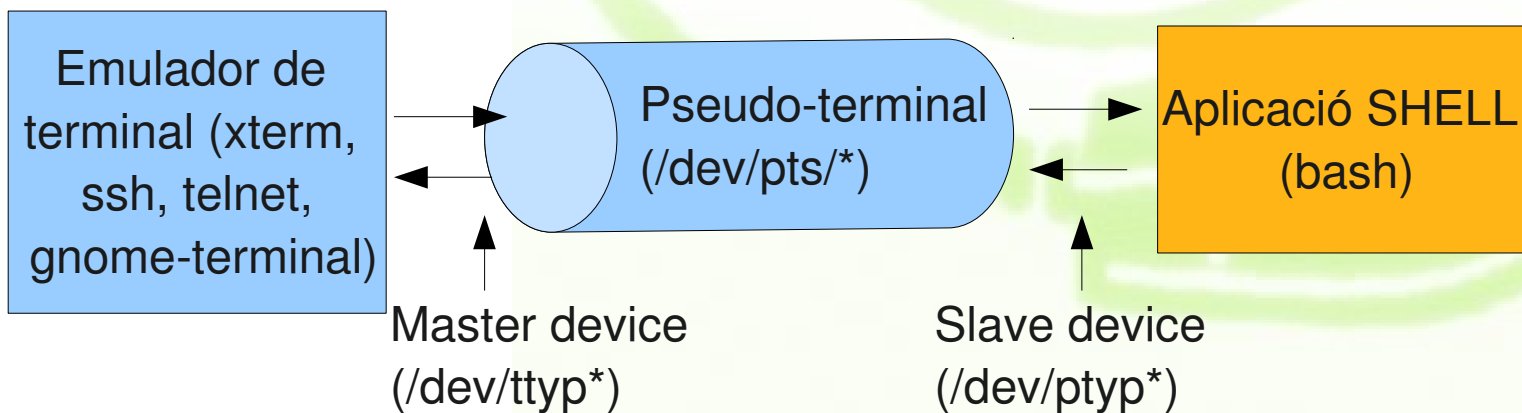 Emulador de
terminal (xterm,
ssh, telnet,
gnome-terminal)
Pseudo-terminal
(/dev/pts/*)
Aplicació SHELL
(bash)
Master device
(/dev/ttyp*)
Slave device
(/dev/ptyp*)